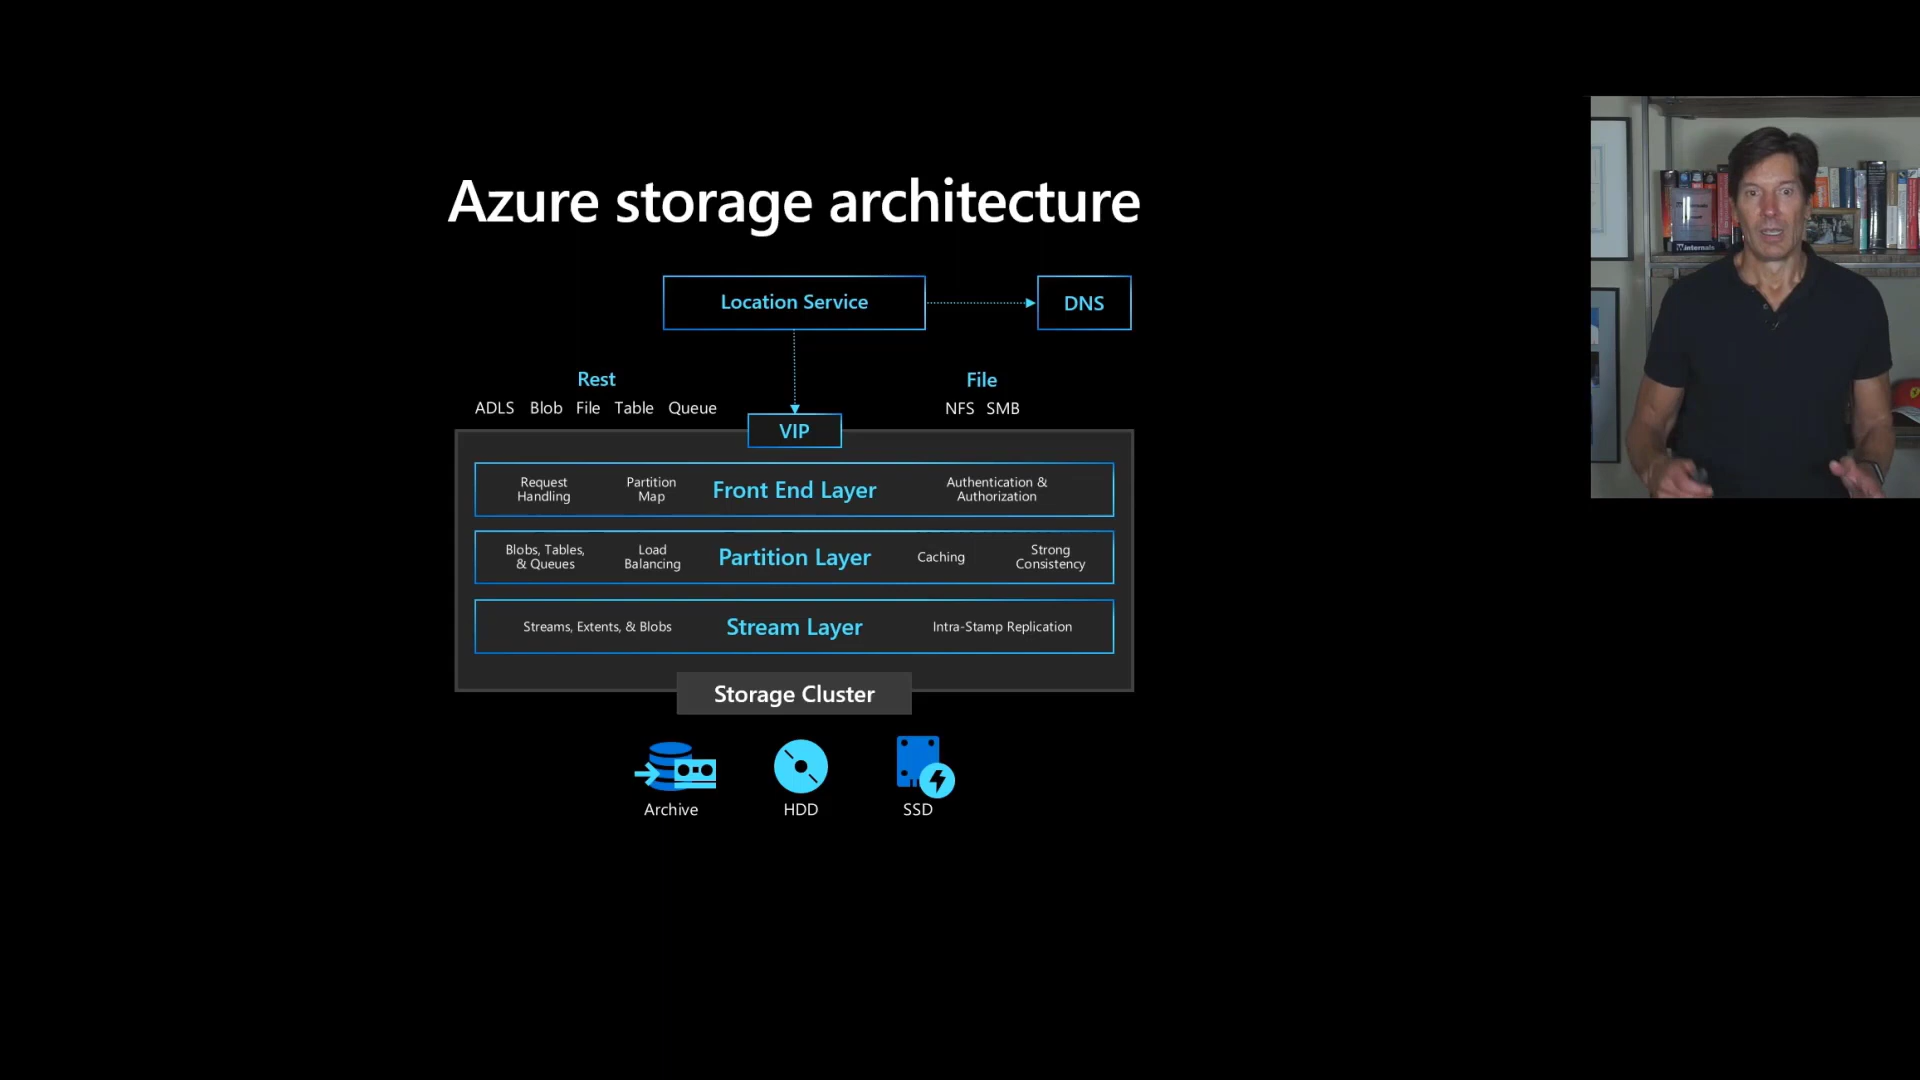 Azure storage architecture
Location Service
DNS
Rest
File
ADLS Blob File Table Queue
NFS SMB
VIP
Request
Handling
Partition
Map
Front End Layer
Authentication &
Authorization
Blobs, Tables,
& Queues
Load
Balancing
Partition Layer
Caching
Strong
Consistency
Streams, Extents, & Blobs
Stream Layer
Intra-Stamp Replication
Storage Cluster
Archive
HDD
SSD
Winternals